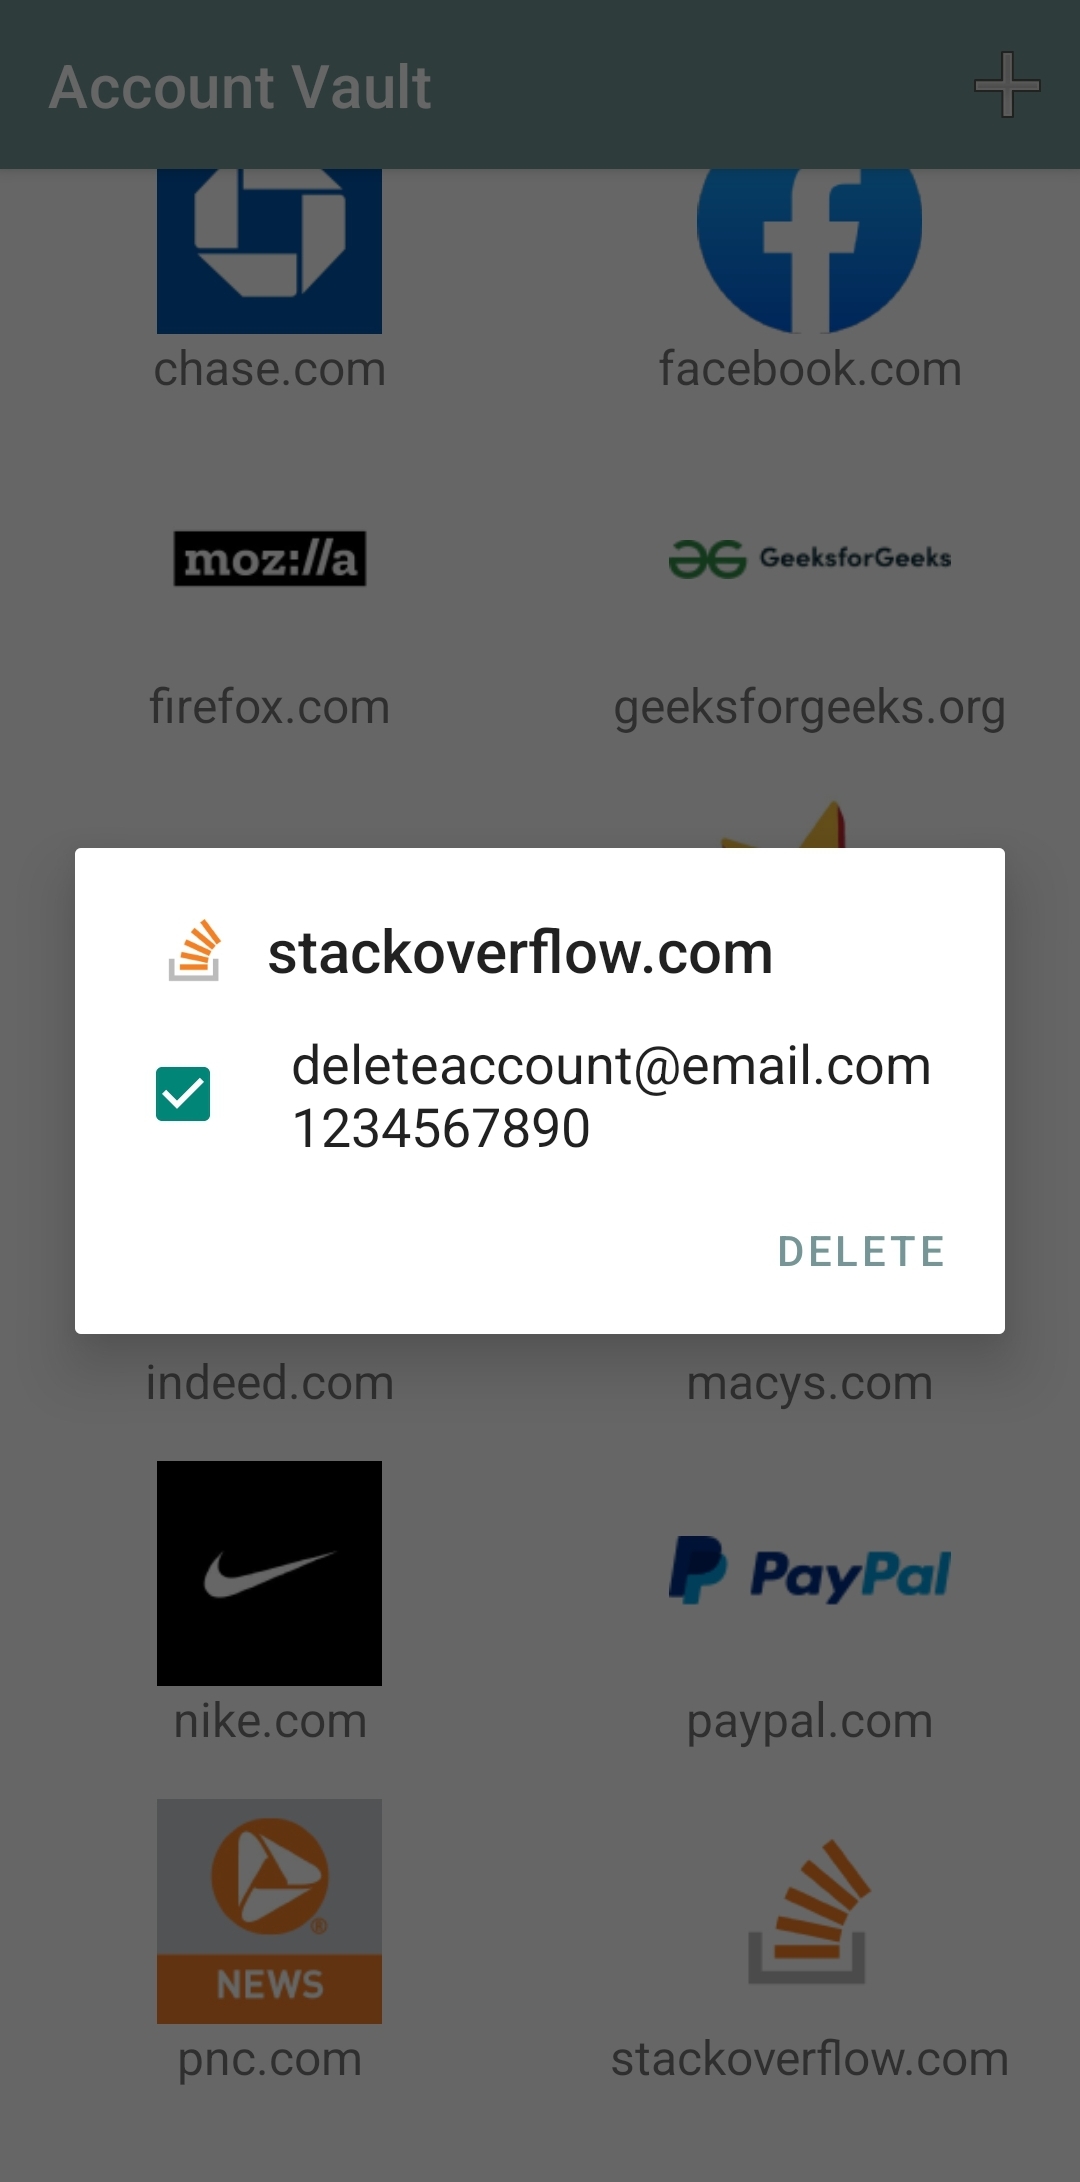 Account Vault
chase.com
facebook.com
moz://a
GeeksforGeeks
firefox.com
geeksforgeeks.org
stackoverflow.com
deleteaccount@email.com
1234567890
DELETE
indeed.com
macys.com
PayPal
nike.com
paypal.com
NEWS
pnc.com
stackoverflow.com